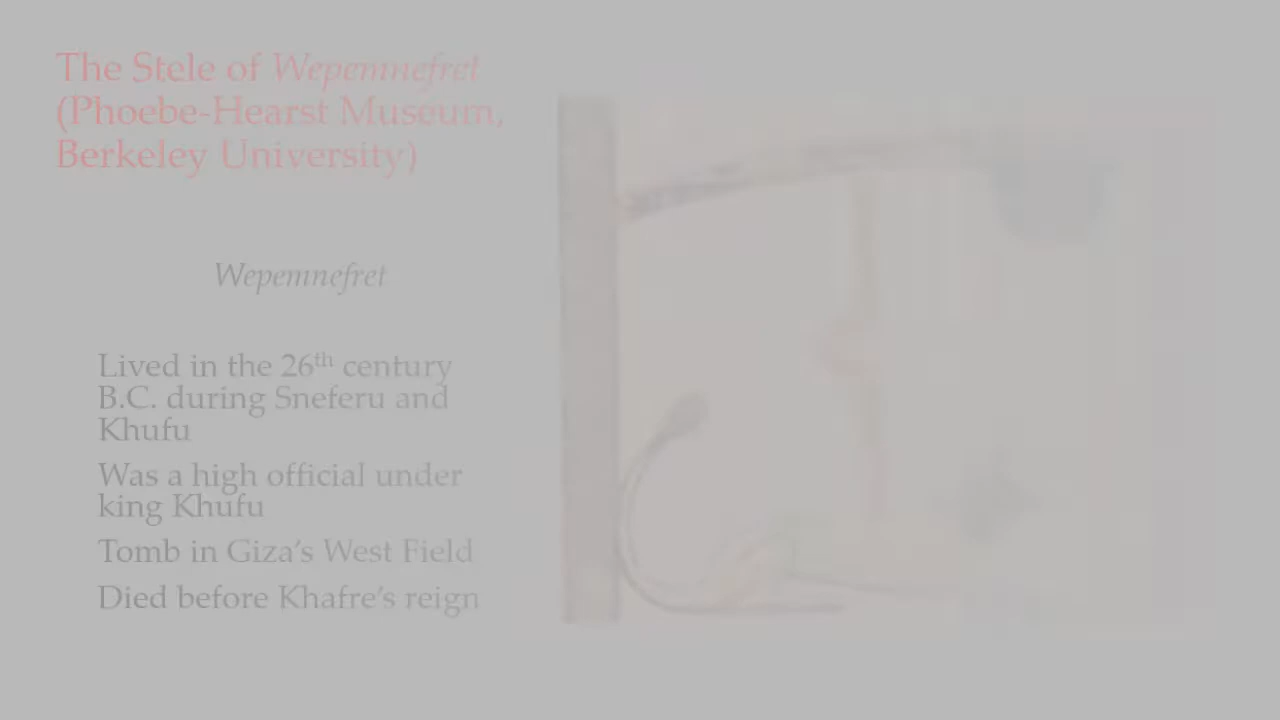 The Stele of Wepemnefret
(Phoebe-Hearst Museum,
Berkeley University)
Wepemnefret
Lived in the 26th century
B.C. during Sneferu and
Khufu
Was a high official under
king Khufu
Tomb in Giza's West Field
Died before Khafre's reign